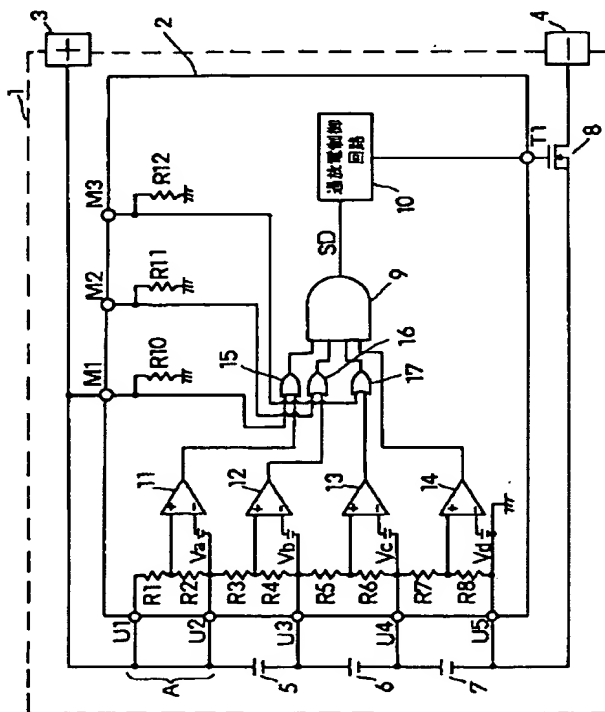 1
3
+
2
4
−
M1
M2
M3
R10
R11
R12
過放電制御
回路
10
SD
9
15
16
17
11
12
13
14
+
-
+
-
+
-
+
-
Va
Vb
Vc
Vd
R1
R2
R3
R4
R5
R6
R7
R8
U1
U2
U3
U4
U5
A
5
6
7
T1
8